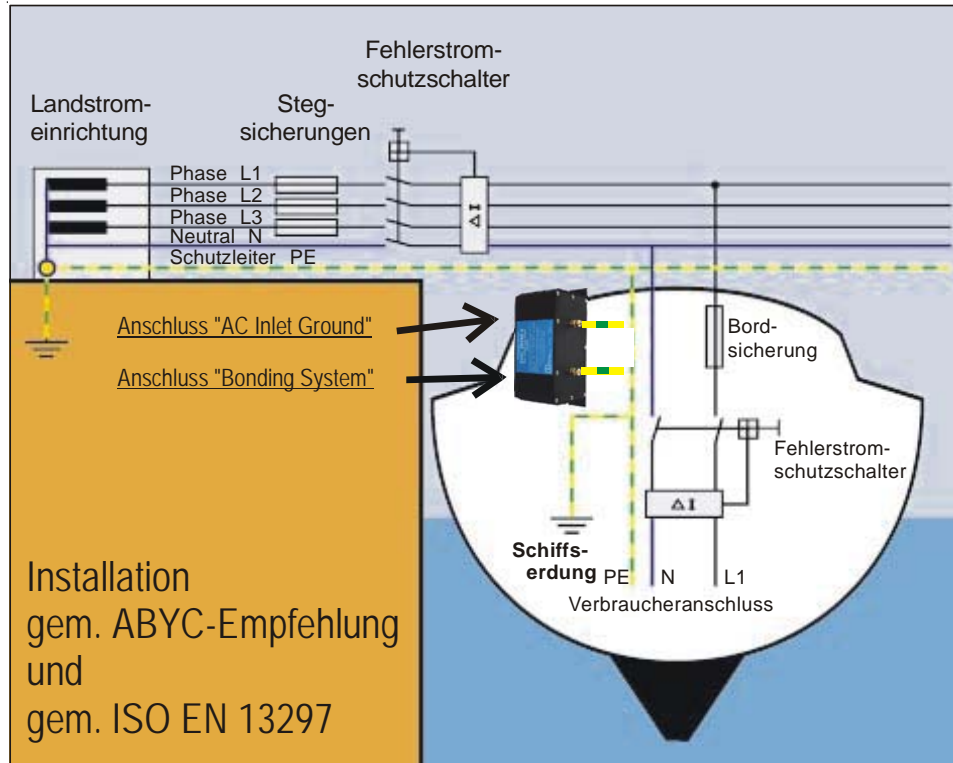 Fehlerstrom-
schutzschalter
Landstrom-
einrichtung
Steg-
sicherungen
Phase L1
Phase L2
Phase L3
Neutral N
Schutzleiter PE
Δ I
Anschluss "AC Inlet Ground"
Anschluss "Bonding System"
Bord-
sicherung
Fehlerstrom-
schutzschalter
Δ I
Schiffs-
erdung
PE N L1
Verbraucheranschluss
Installation
gem. ABYC-Empfehlung
und
gem. ISO EN 13297